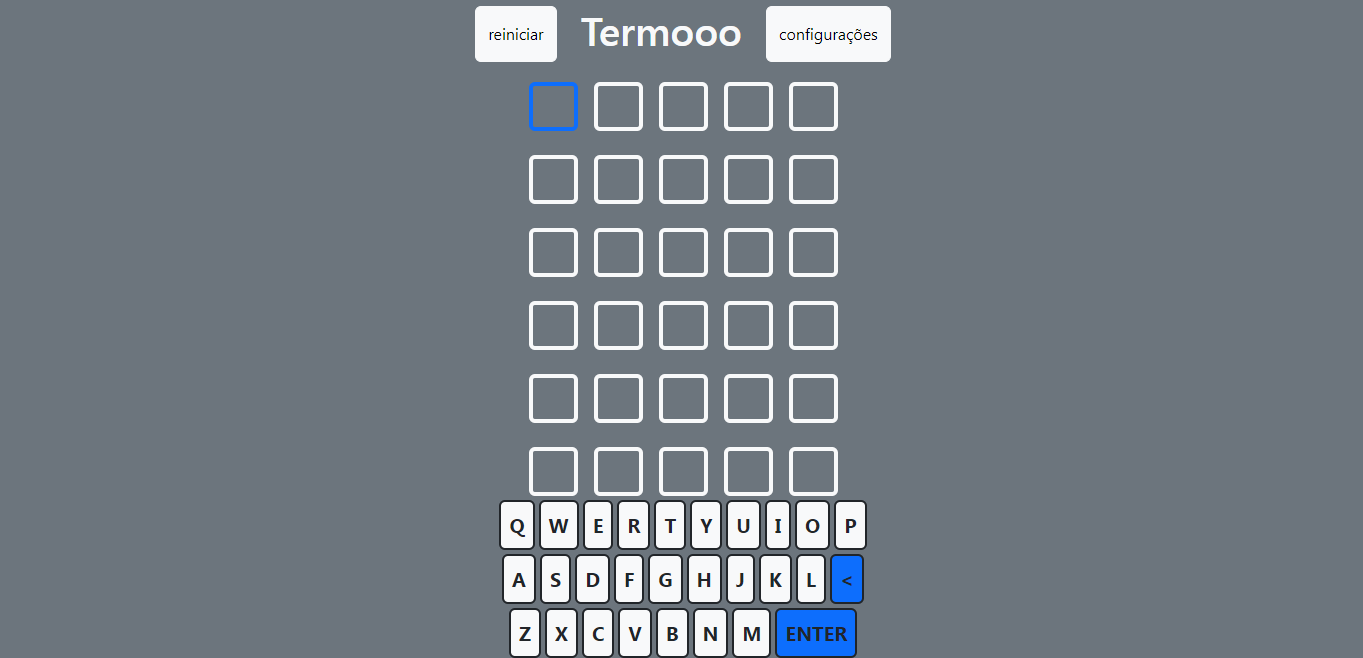 reiniciar Termooo configurações
Q W E R T Y U I O P
A S D F G H J K L <
Z X C V B N M ENTER